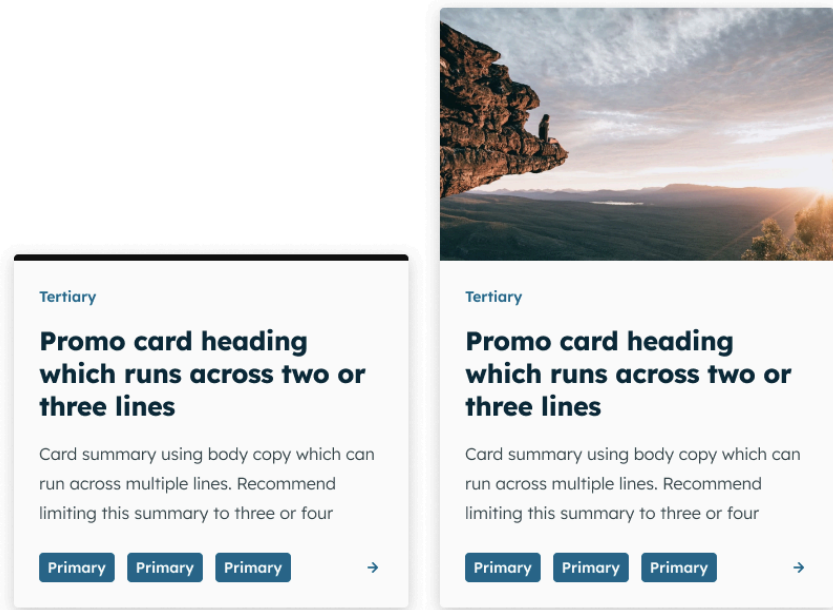 Tertiary
Promo card heading
which runs across two or
three lines
Card summary using body copy which can
run across multiple lines. Recommend
limiting this summary to three or four
Primary Primary Primary
Tertiary
Promo card heading
which runs across two or
three lines
Card summary using body copy which can
run across multiple lines. Recommend
limiting this summary to three or four
Primary Primary Primary